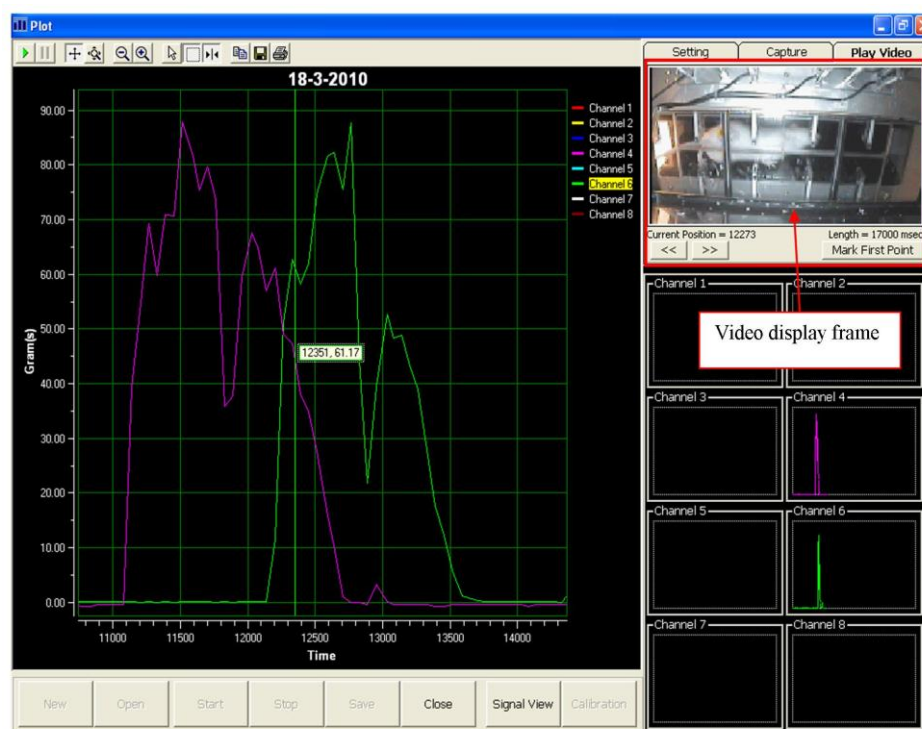 Plot
Setting Capture Play Video
18-3-2010
90.00
80.00
70.00
60.00
50.00
40.00
30.00
20.00
10.00
0.00
Gram(s)
11000 11500 12000 12500 13000 13500 14000
Time
Channel 1
Channel 2
Channel 3
Channel 4
Channel 5
Channel 6
Channel 7
Channel 8
12351, 61.17
Current Position = 12273 Length = 17000 msec
<< >> Mark First Point
Video display frame
Channel 1 Channel 2
Channel 3 Channel 4
Channel 5 Channel 6
Channel 7 Channel 8
New Open Start Stop Save Close Signal View Calibration